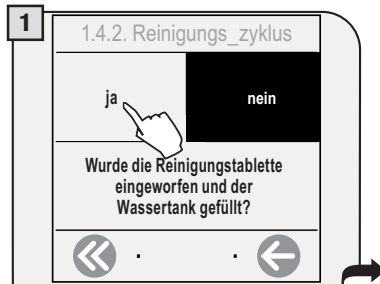 1
1.4.2. Reinigungs_zyklus
ja
nein
Wurde die Reinigungstablette
eingeworfen und der
Wassertank gefüllt?